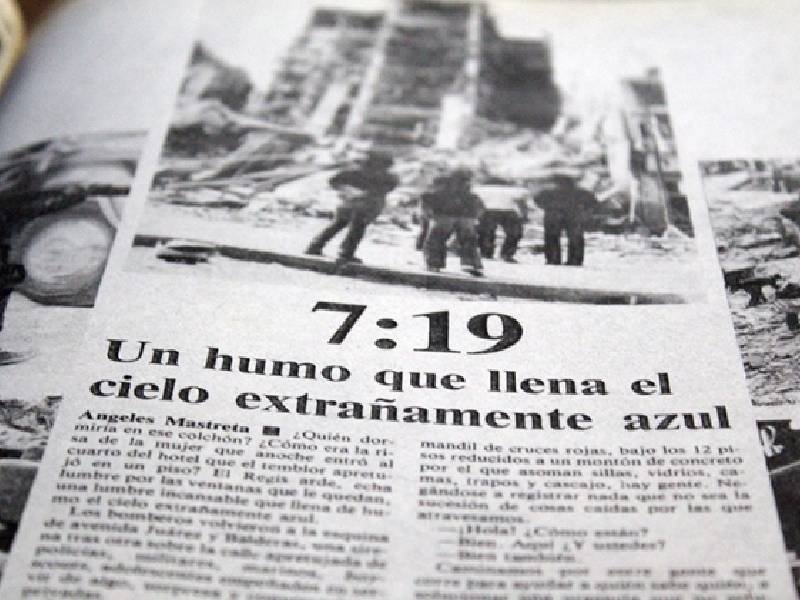 7:19
Un humo que llena el
cielo extrañamente azul
Angeles Mastreta ■ ¿Quién dor-
miría en ese colchón? ¿Cómo era la ri-
sa de la mujer que anoche entró al
cuarto del hotel que el temblor apretu-
jó en un piso? El Regis arde, echa
lumbre por las ventanas que le quedan,
una lumbre incansable que llena de hu-
mo el cielo extrañamente azul.
Los bomberos volvieron a la esquina
de avenida Juárez y Balderas, una sire-
na tras otra sobre la calle apretujada de
policías, militares, marinos,
mandil de cruces rojas, bajo los 12 pi-
sos reducidos a un montón de concreto
por el que asoman sillas, vidrios, ca-
mas, trapos y cascajo, hay gente. Ne-
gándose a registrar nada que no sea la
sucesión de cosas caídas por las que
atravesamos.
—¡Hola! ¿Cómo están?
—Bien. Aquí ¿Y ustedes?
—Bien también.